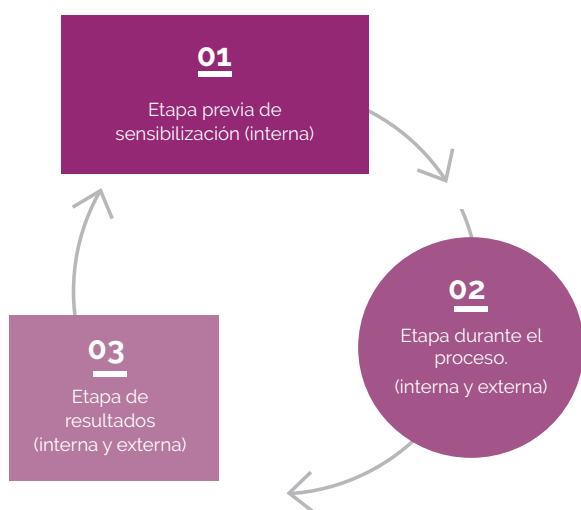 01
Etapa previa de
sensibilización (interna)
02
Etapa durante el
proceso.
(interna y externa)
03
Etapa de
resultados
(interna y externa)